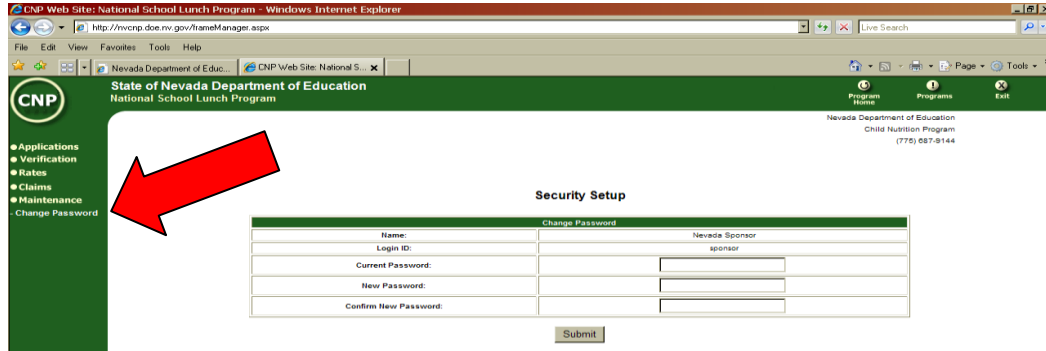 CNP Web Site: National School Lunch Program - Windows Internet Explorer
http://nvcnp.doe.nv.gov/frameManager.aspx
Live Search
File Edit View Favorites Tools Help
Nevada Department of Educ...
CNP Web Site: National S...
Page
Tools
CNP
State of Nevada Department of Education
National School Lunch Program
Program Home
Programs
Exit
Nevada Department of Education
Child Nutrition Program
(775) 687-9144
Applications
Verification
Rates
Claims
Maintenance
- Change Password
Security Setup
Change Password
Name: Nevada Sponsor
Login ID: sponsor
Current Password:
New Password:
Confirm New Password:
Submit